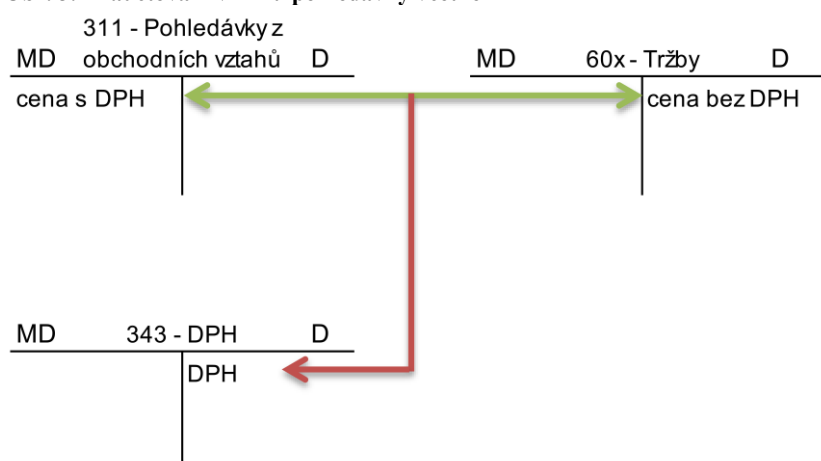 311 - Pohledávky z
MD obchodních vztahů D
MD 60x - Tržby D
cena s DPH
cena bez DPH
MD 343 - DPH D
DPH